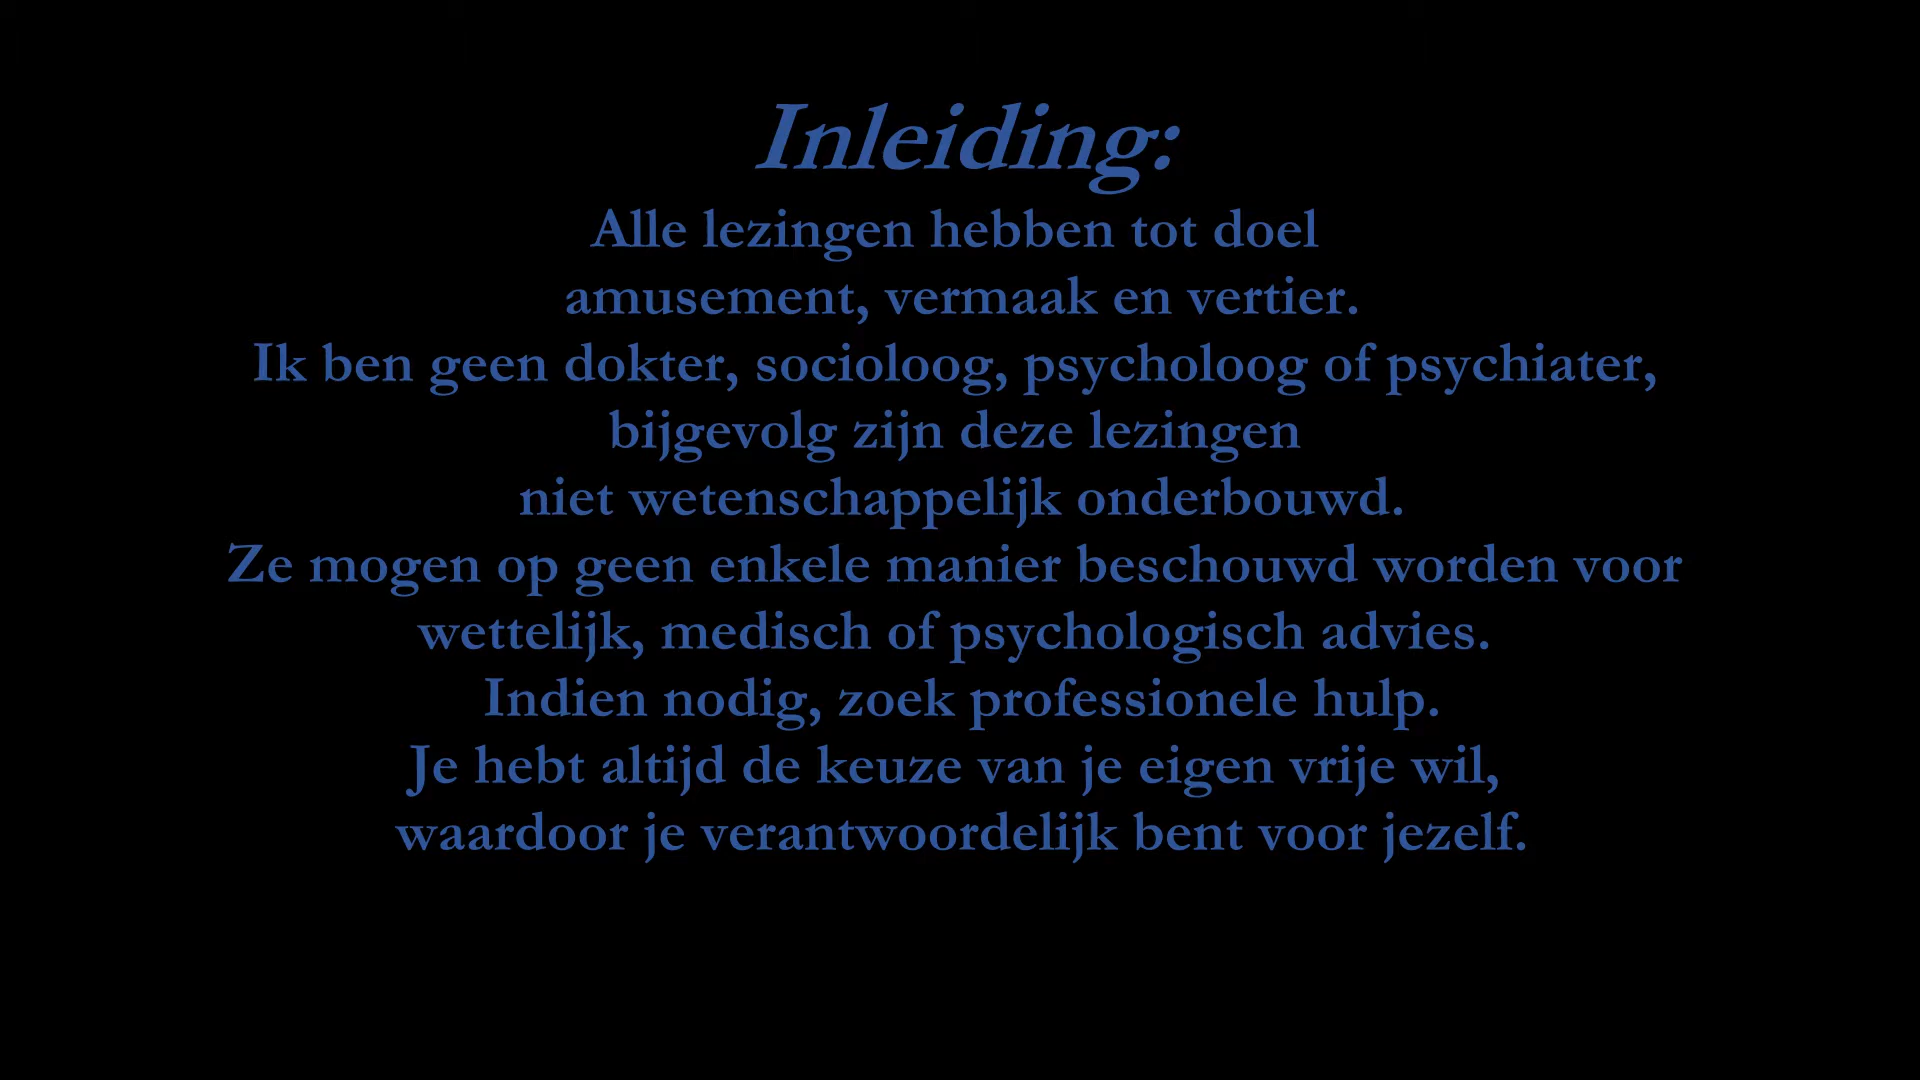 Inleiding:
Alle lezingen hebben tot doel
amusement, vermaak en vertier.
Ik ben geen dokter, socioloog, psycholoog of psychiater,
bijgevolg zijn deze lezingen
niet wetenschappelijk onderbouwd.
Ze mogen op geen enkele manier beschouwd worden voor
wettelijk, medisch of psychologisch advies.
Indien nodig, zoek professionele hulp.
Je hebt altijd de keuze van je eigen vrije wil,
waardoor je verantwoordelijk bent voor jezelf.